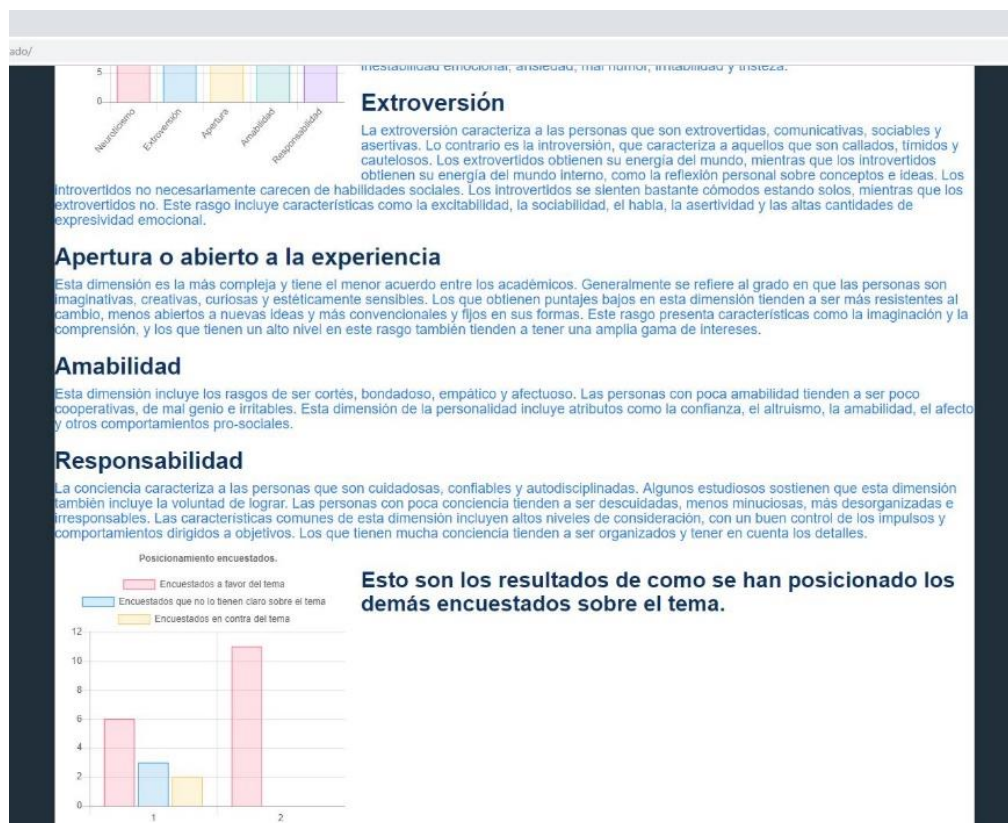 ado/
inestabilidad emocional, ansiedad, mal humor, irritabilidad y tristeza.
5
0
Neuroticismo
Extroversión
Apertura
Amabilidad
Responsabilidad
Extroversión
La extroversión caracteriza a las personas que son extrovertidas, comunicativas, sociables y
asertivas. Lo contrario es la introversión, que caracteriza a aquellos que son callados, tímidos y
cautelosos. Los extrovertidos obtienen su energía del mundo, mientras que los introvertidos
obtienen su energía del mundo interno, como la reflexión personal sobre conceptos e ideas. Los
introvertidos no necesariamente carecen de habilidades sociales. Los introvertidos se sienten bastante cómodos estando solos, mientras que los
extrovertidos no. Este rasgo incluye características como la excitabilidad, la sociabilidad, el habla, la asertividad y las altas cantidades de
expresividad emocional.
Apertura o abierto a la experiencia
Esta dimensión es la más compleja y tiene el menor acuerdo entre los académicos. Generalmente se refiere al grado en que las personas son
imaginativas, creativas, curiosas y estéticamente sensibles. Los que obtienen puntajes bajos en esta dimensión tienden a ser más resistentes al
cambio, menos abiertos a nuevas ideas y más convencionales y fijos en sus formas. Este rasgo presenta características como la imaginación y la
comprensión, y los que tienen un alto nivel en este rasgo también tienden a tener una amplia gama de intereses.
Amabilidad
Esta dimensión incluye los rasgos de ser cortés, bondadoso, empático y afectuoso. Las personas con poca amabilidad tienden a ser poco
cooperativas, de mal genio e irritables. Esta dimensión de la personalidad incluye atributos como la confianza, el altruismo, la amabilidad, el afecto
y otros comportamientos pro-sociales.
Responsabilidad
La conciencia caracteriza a las personas que son cuidadosas, confiables y autodisciplinadas. Algunos estudiosos sostienen que esta dimensión
también incluye la voluntad de lograr. Las personas con poca conciencia tienden a ser descuidadas, menos minuciosas, más desorganizadas e
irresponsables. Las características comunes de esta dimensión incluyen altos niveles de consideración, con un buen control de los impulsos y
comportamientos dirigidos a objetivos. Los que tienen mucha conciencia tienden a ser organizados y tener en cuenta los detalles.
Posicionamiento encuestados.
Encuestados a favor del tema
Encuestados que no lo tienen claro sobre el tema
Encuestados en contra del tema
12
10
8
6
4
2
0
1
2
Esto son los resultados de como se han posicionado los
demás encuestados sobre el tema.